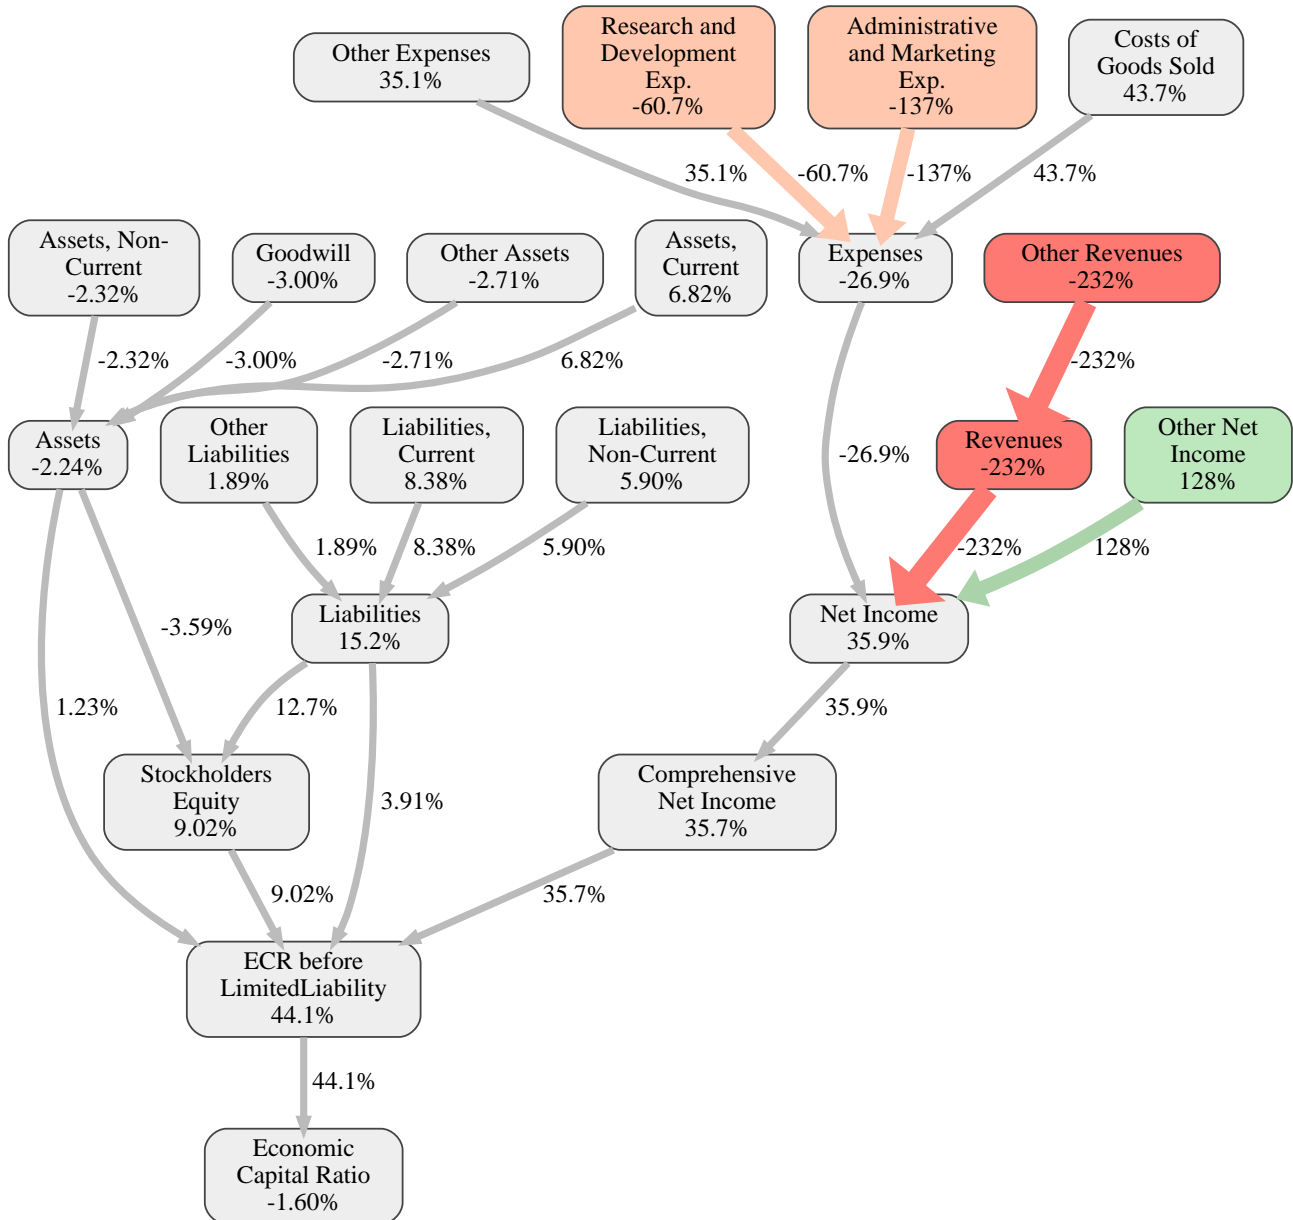 Other Expenses
35.1%
Research and
Development
Exp.
-60.7%
Administrative
and Marketing
Exp.
-137%
Costs of
Goods Sold
43.7%
35.1%
-60.7%
-137%
43.7%
Assets, Non-
Current
-2.32%
Goodwill
-3.00%
Other Assets
-2.71%
Assets,
Current
6.82%
Expenses
-26.9%
Other Revenues
-232%
-2.32%
-3.00%
-2.71%
6.82%
-232%
Assets
-2.24%
Other
Liabilities
1.89%
Liabilities,
Current
8.38%
Liabilities,
Non-Current
5.90%
-26.9%
Revenues
-232%
Other Net
Income
128%
1.89%
8.38%
5.90%
-232%
128%
-3.59%
Liabilities
15.2%
Net Income
35.9%
1.23%
12.7%
35.9%
Stockholders
Equity
9.02%
3.91%
Comprehensive
Net Income
35.7%
9.02%
35.7%
ECR before
LimitedLiability
44.1%
44.1%
Economic
Capital Ratio
-1.60%